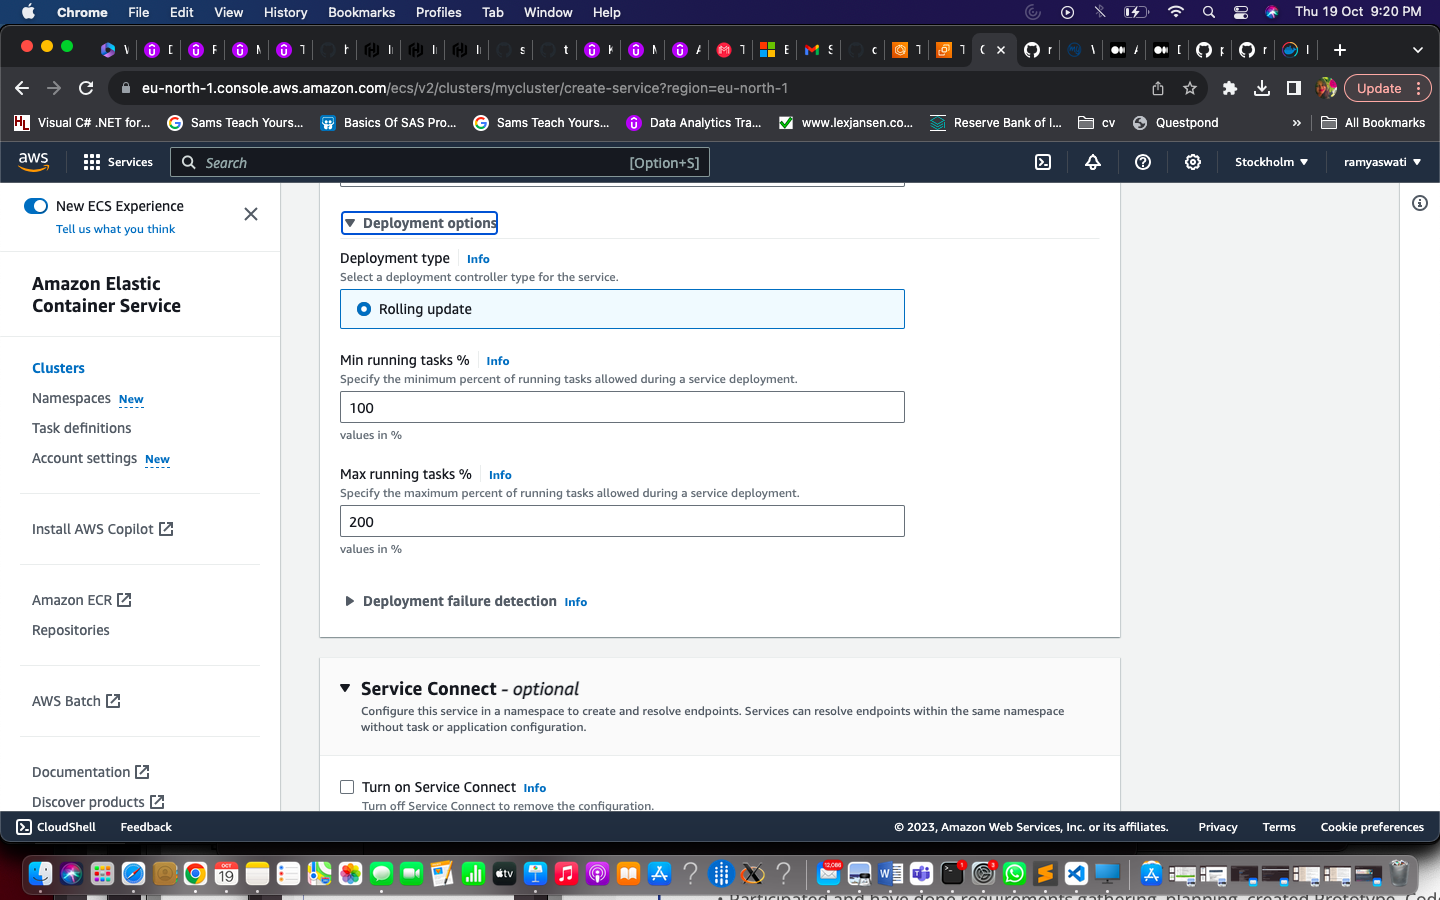 Chrome File Edit View History Bookmarks Profiles Tab Window Help Thu 19 Oct 9:20 PM
eu-north-1.console.aws.amazon.com/ecs/v2/clusters/mycluster/create-service?region=eu-north-1 Update
Visual C# .NET for... Sams Teach Yours... Basics Of SAS Pro... Sams Teach Yours... Data Analytics Tra... www.lexjansen.co... Reserve Bank of I... cv Questpond » All Bookmarks
aws Services Search [Option+S] Stockholm ramyaswati
New ECS Experience
Tell us what you think
Amazon Elastic
Container Service
Clusters
Namespaces New
Task definitions
Account settings New
Install AWS Copilot
Amazon ECR
Repositories
AWS Batch
Documentation
Discover products
Deployment options
Deployment type Info
Select a deployment controller type for the service.
Rolling update
Min running tasks % Info
Specify the minimum percent of running tasks allowed during a service deployment.
100
values in %
Max running tasks % Info
Specify the maximum percent of running tasks allowed during a service deployment.
200
values in %
Deployment failure detection Info
Service Connect - optional
Configure this service in a namespace to create and resolve endpoints. Services can resolve endpoints within the same namespace
without task or application configuration.
Turn on Service Connect Info
Turn off Service Connect to remove the configuration.
CloudShell Feedback © 2023, Amazon Web Services, Inc. or its affiliates. Privacy Terms Cookie preferences